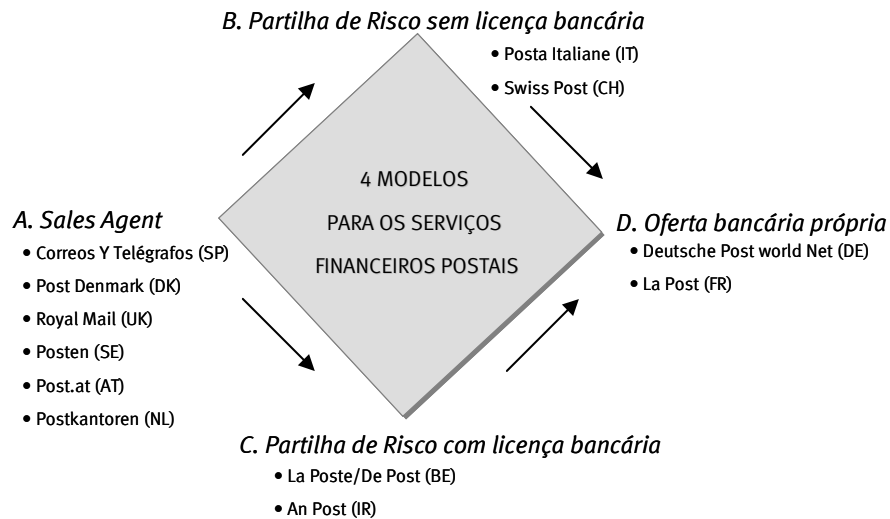 B. Partilha de Risco sem licença bancária
• Posta Italiane (IT)
• Swiss Post (CH)
4 MODELOS
PARA OS SERVIÇOS
FINANCEIROS POSTAIS
A. Sales Agent
• Correos Y Telégrafos (SP)
• Post Denmark (DK)
• Royal Mail (UK)
• Posten (SE)
• Post.at (AT)
• Postkantoren (NL)
D. Oferta bancária própria
• Deutsche Post world Net (DE)
• La Post (FR)
C. Partilha de Risco com licença bancária
• La Poste/De Post (BE)
• An Post (IR)